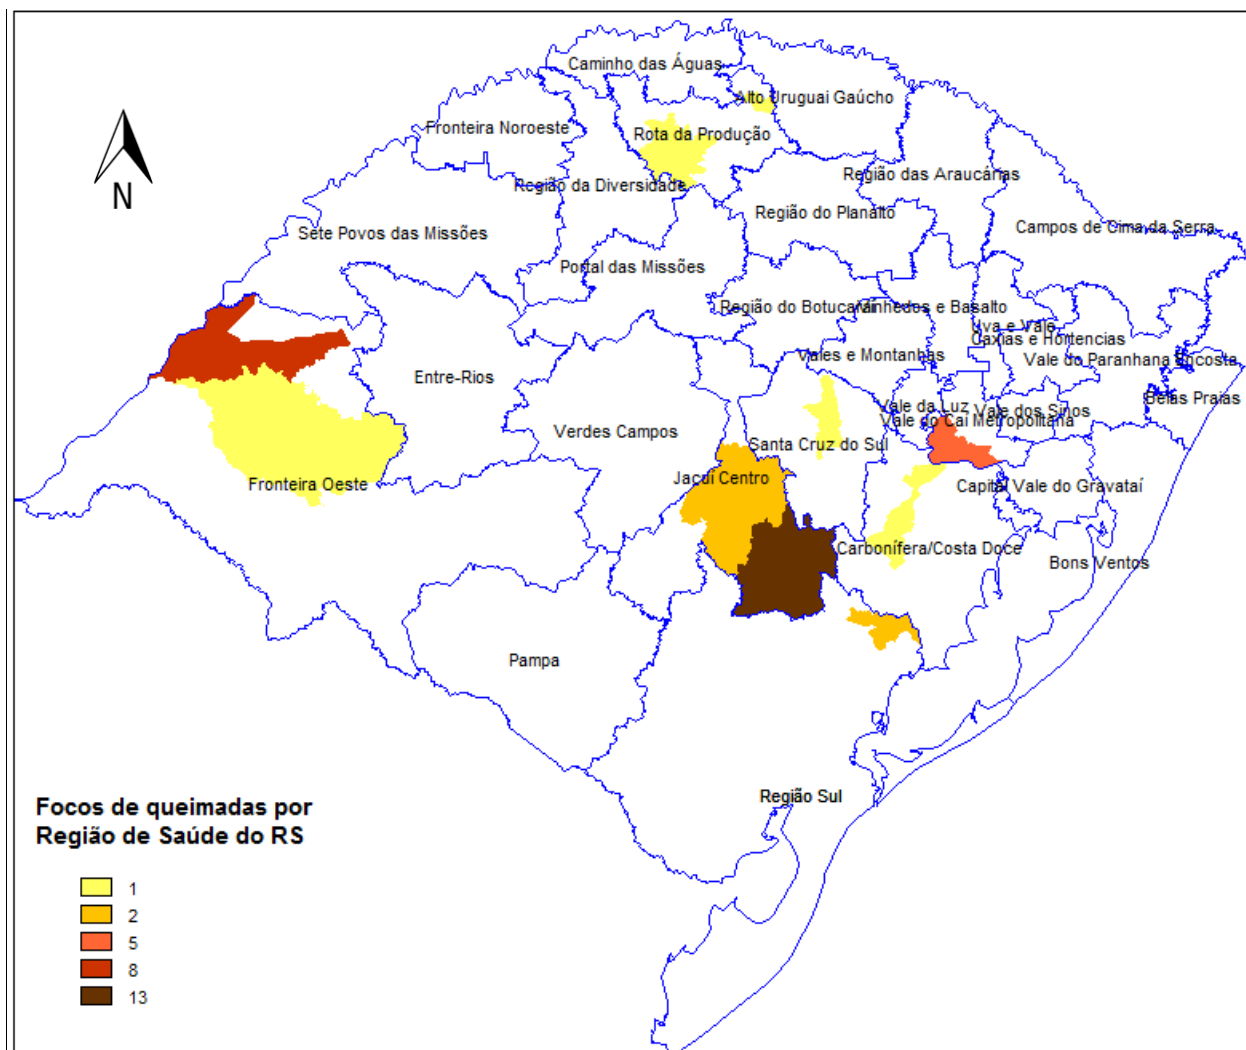 Caminho das Águas
Alto Uruguai Gaúcho
Fronteira Noroeste
Rota da Produção
Região das Araucárias
Região da Diversidade
Região do Planalto
Campos de Cima da Serra
Sete Povos das Missões
Portal das Missões
Região do Botucaraí
Vinhedos e Basalto
Uva e Vale
Caxias e Hortencias
Vales e Montanhas
Vale do Paranhana Encosta
Entre-Rios
Belas Praias
Vale da Luz
Vale dos Sinos
Vale do Caí Metropolitana
Verdes Campos
Santa Cruz do Sul
Jacuí Centro
Fronteira Oeste
Capital Vale do Gravataí
Carbonífera/Costa Doce
Bons Ventos
Pampa
Região Sul
N
Focos de queimadas por
Região de Saúde do RS
1
2
5
8
13